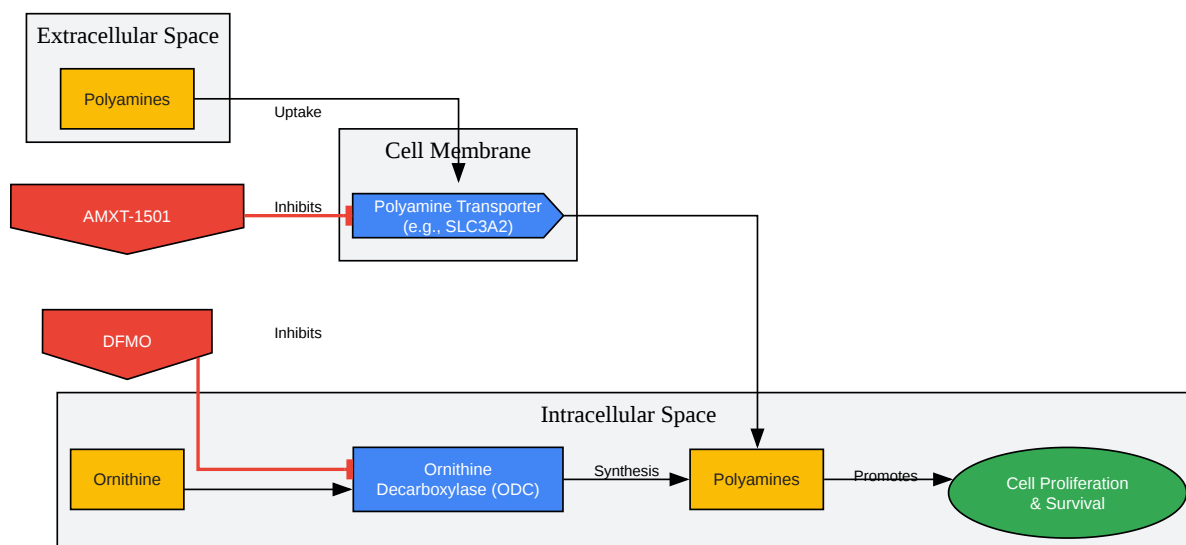 Extracellular Space
Polyamines
Uptake
Cell Membrane
AMXT-1501
Inhibits
Polyamine Transporter
(e.g., SLC3A2)
DFMO
Inhibits
Intracellular Space
Ornithine
Ornithine
Decarboxylase (ODC)
Synthesis
Polyamines
Promotes
Cell Proliferation
& Survival